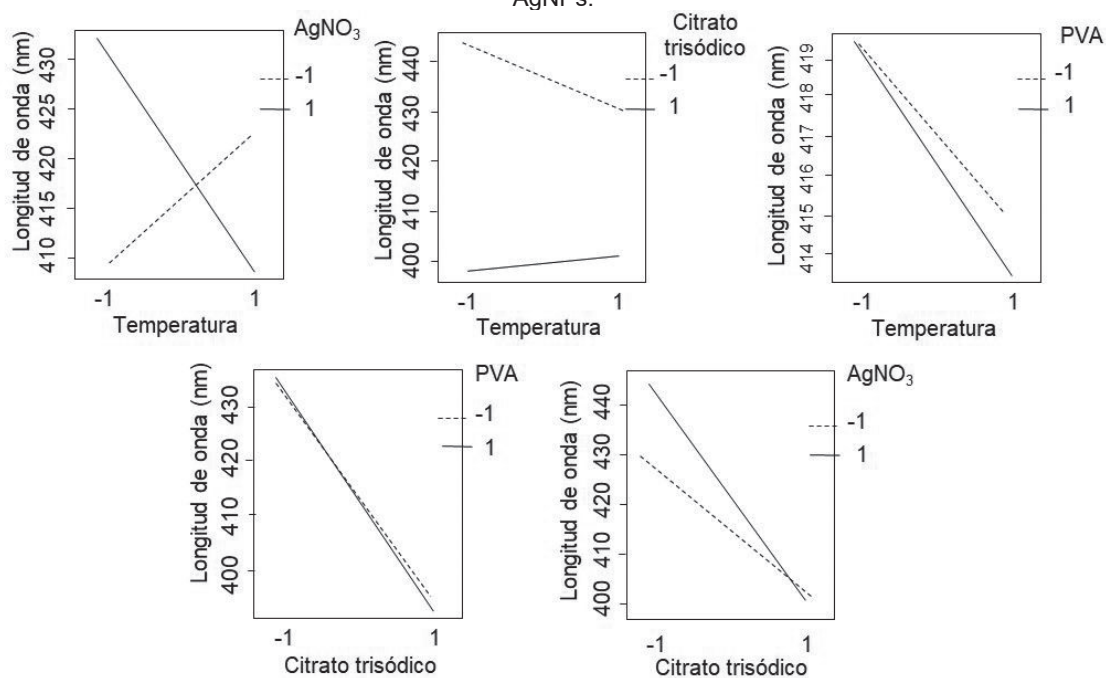 AgNPs.
AgNO₃
-1
1
Longitud de onda (nm)
430
425
420
415
410
-1
1
Temperatura
Citrato
trisódico
-1
1
Longitud de onda (nm)
440
430
420
410
400
-1
1
Temperatura
PVA
-1
1
Longitud de onda (nm)
419
418
417
416
415
414
-1
1
Temperatura
PVA
-1
1
Longitud de onda (nm)
430
420
410
400
-1
1
Citrato trisódico
AgNO₃
-1
1
Longitud de onda (nm)
440
430
420
410
400
-1
1
Citrato trisódico